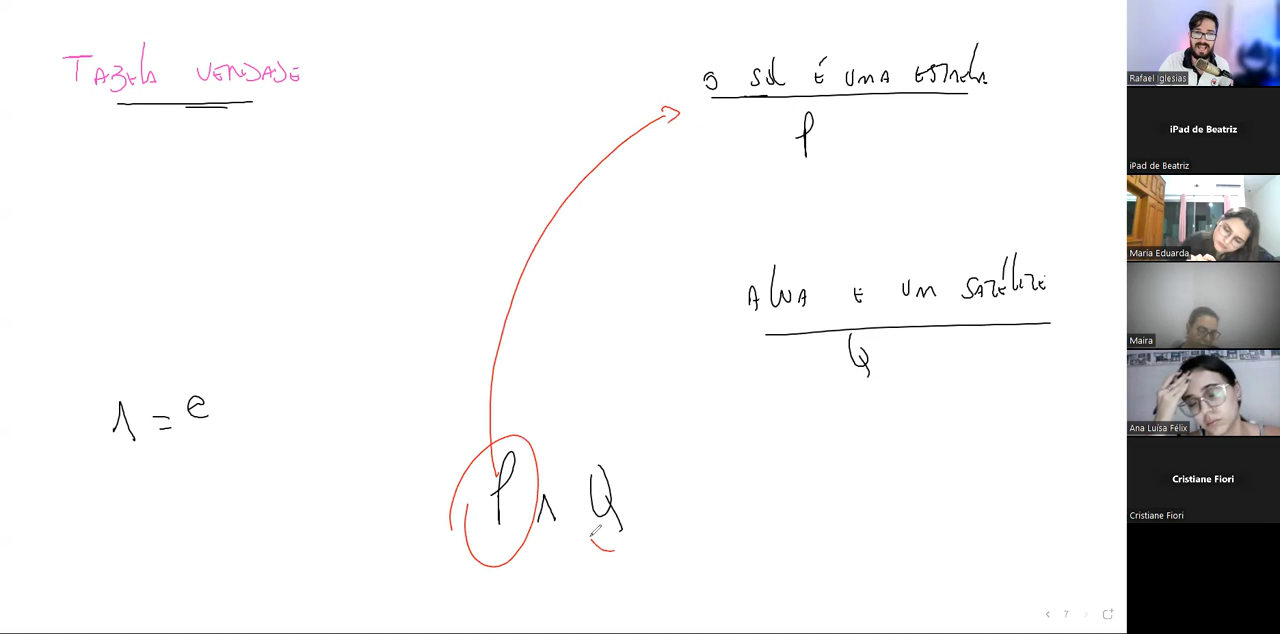 TABELA VERDADE
O SOL É UMA ESTRELA
P
A LUA E UM SATÉLITE
Q
∧ = e
P ∧ Q
7
Rafael Iglesias
iPad de Beatriz
iPad de Beatriz
Maria Eduarda
Maira
Ana Luísa Félix
Cristiane Fiori
Cristiane Fiori